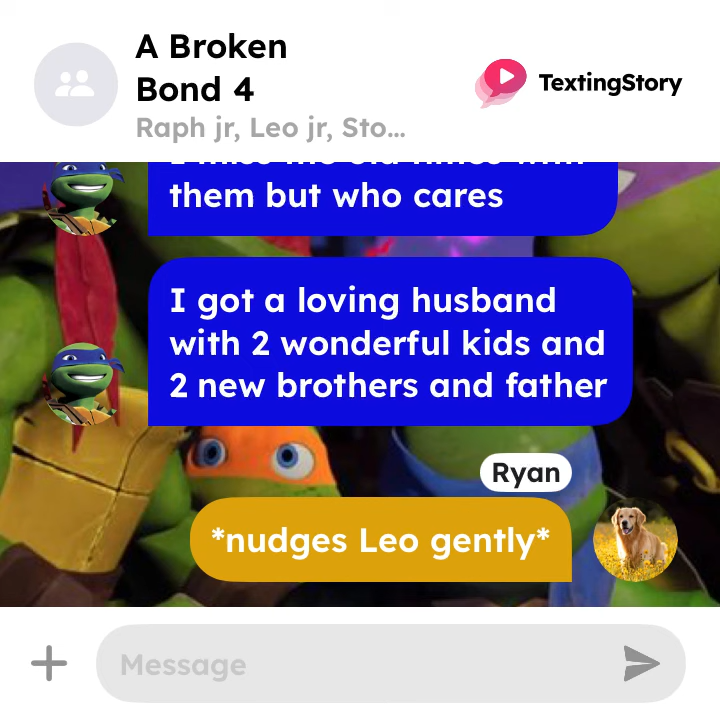 A Broken
Bond 4
TextingStory
Raph jr, Leo jr, Sto...
them but who cares
I got a loving husband
with 2 wonderful kids and
2 new brothers and father
Ryan
*nudges Leo gently*
Message